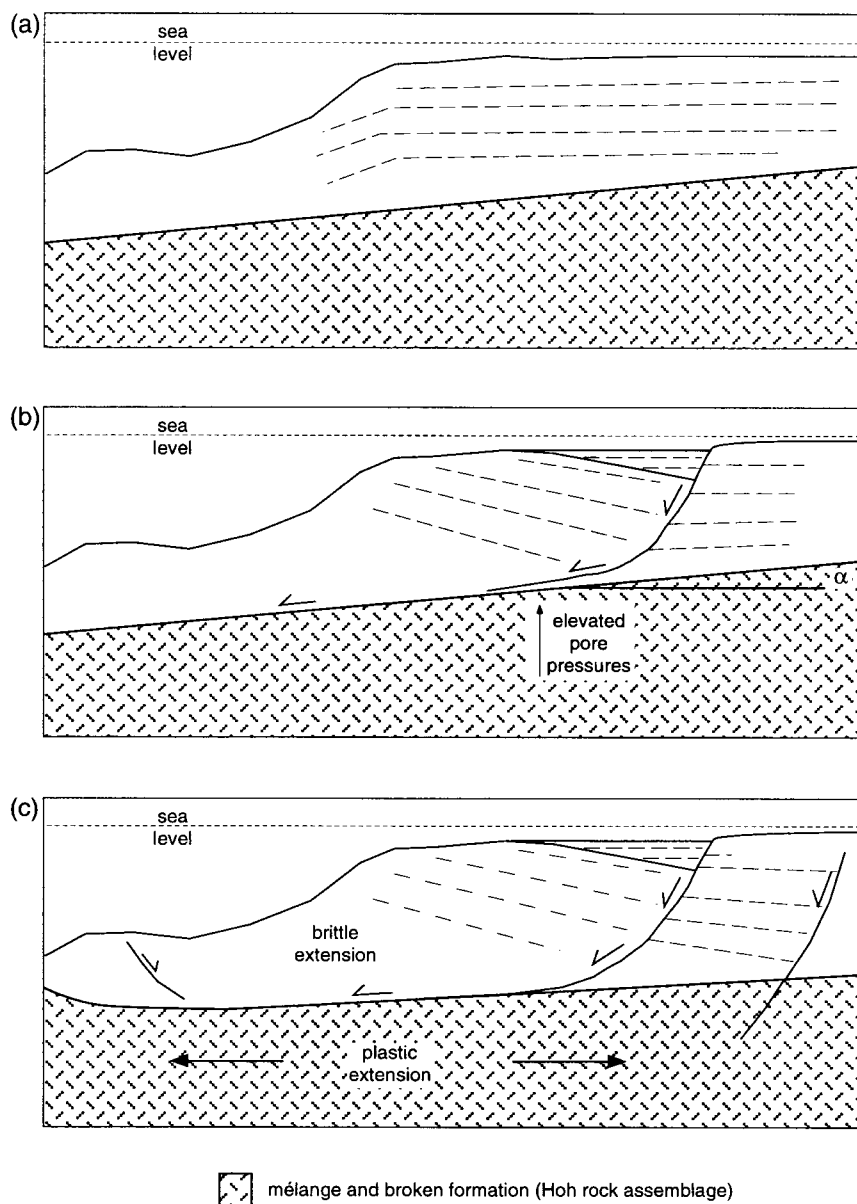 (a)
sea
level
(b)
sea
level
α
elevated
pore
pressures
(c)
sea
level
brittle
extension
plastic
extension
mélange and broken formation (Hoh rock assemblage)